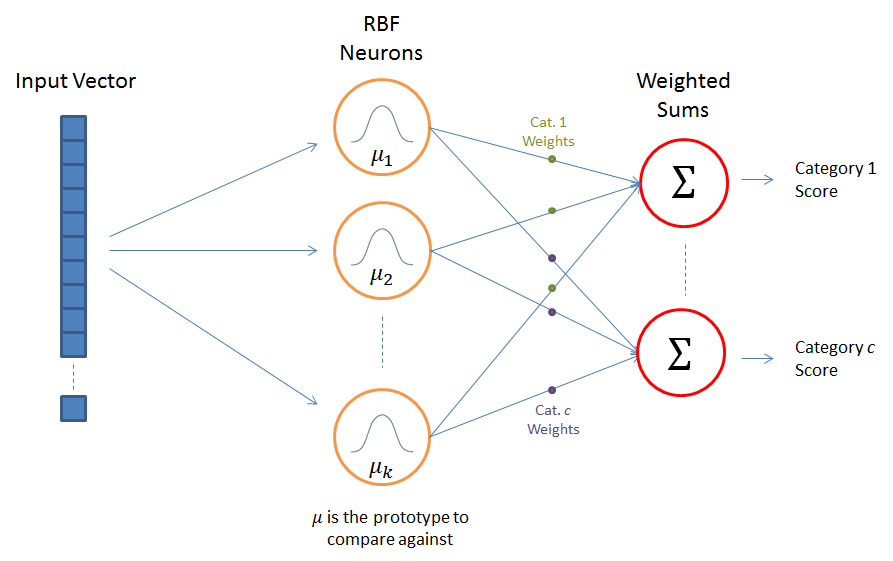 RBF
Neurons
Input Vector
Weighted
Sums
μ₁
Cat. 1
Weights
Σ
Category 1
Score
μ₂
Σ
Category c
Score
Cat. c
Weights
μₖ
μ is the prototype to
compare against